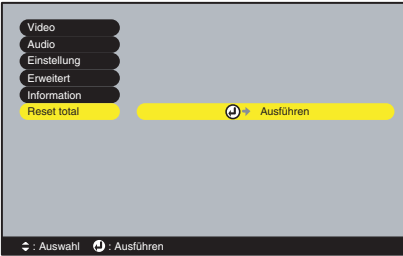 Video
Audio
Einstellung
Erweitert
Information
Reset total Ausführen
: Auswahl : Ausführen